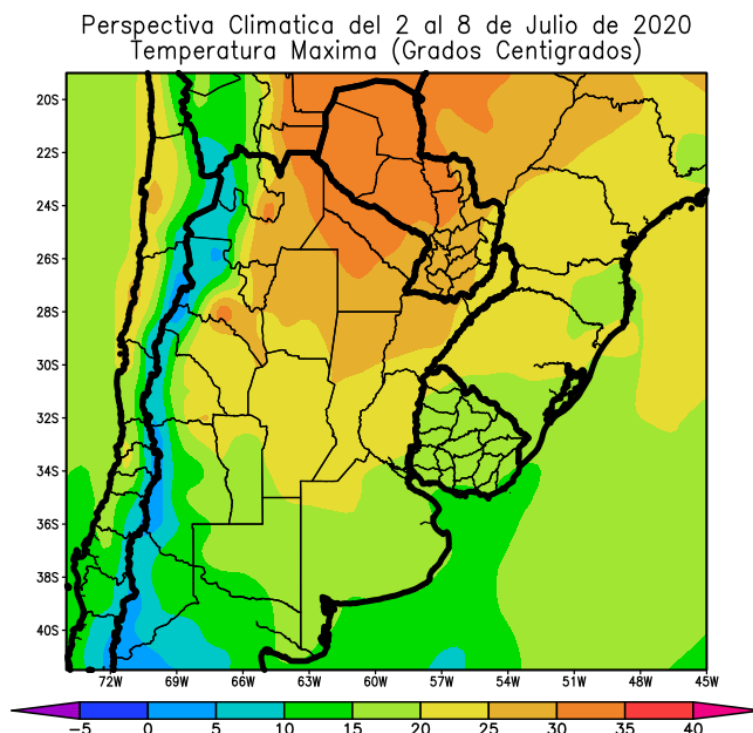 Perspectiva Climatica del 2 al 8 de Julio de 2020
Temperatura Maxima (Grados Centigrados)
20S
22S
24S
26S
28S
30S
32S
34S
36S
38S
40S
72W 69W 66W 63W 60W 57W 54W 51W 48W 45W
-5 0 5 10 15 20 25 30 35 40